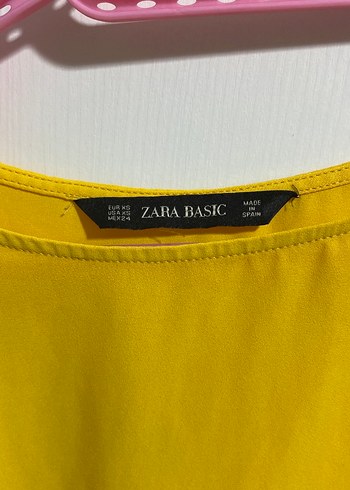 EUR XS
USA XS
MEX 24
ZARA BASIC
MADE
IN
SPAIN